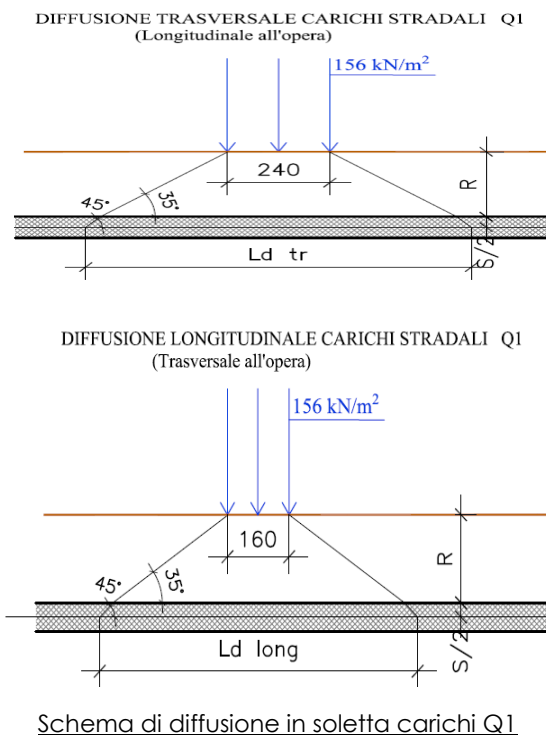 DIFFUSIONE TRASVERSALE CARICHI STRADALI Q1
(Longitudinale all'opera)
156 kN/m²
240
R
45°
35°
S/2
Ld tr
DIFFUSIONE LONGITUDINALE CARICHI STRADALI Q1
(Trasversale all'opera)
156 kN/m²
160
R
45°
35°
S/2
Ld long
Schema di diffusione in soletta carichi Q1